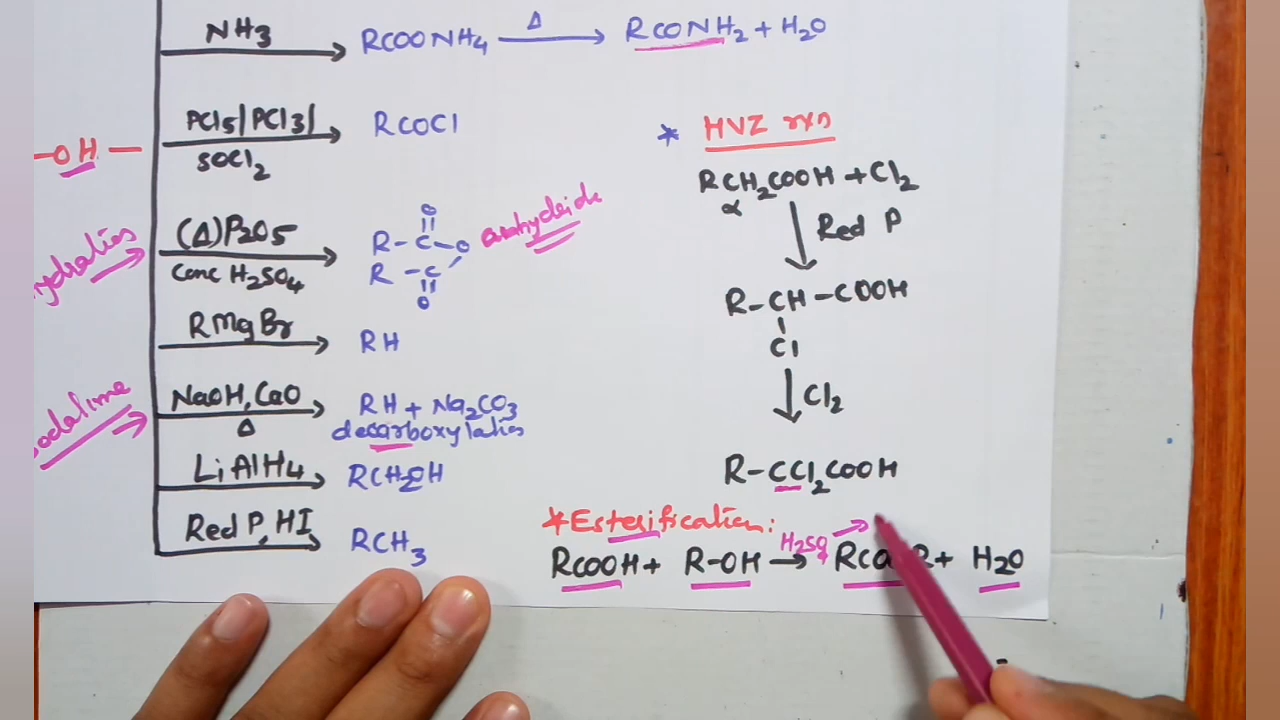 NH3
RCOONH4 Δ RCONH2 + H2O
PCl5/PCl3/
SOCl2
RCOCl
-OH-
(Δ)P2O5
Conc H2SO4
O
R-C-O
R-C
O
anhydride
RMgBr
RH
sodalime
NaOH, CaO
Δ
RH + Na2CO3
decarboxylation
LiAlH4
RCH2OH
Red P, HI
RCH3
* HVZ rxn
RCH2COOH + Cl2
α
Red P
R-CH-COOH
Cl
Cl2
R-CCl2COOH
*Esterification:
H2SO4
RCOOH + R-OH → R + H2O